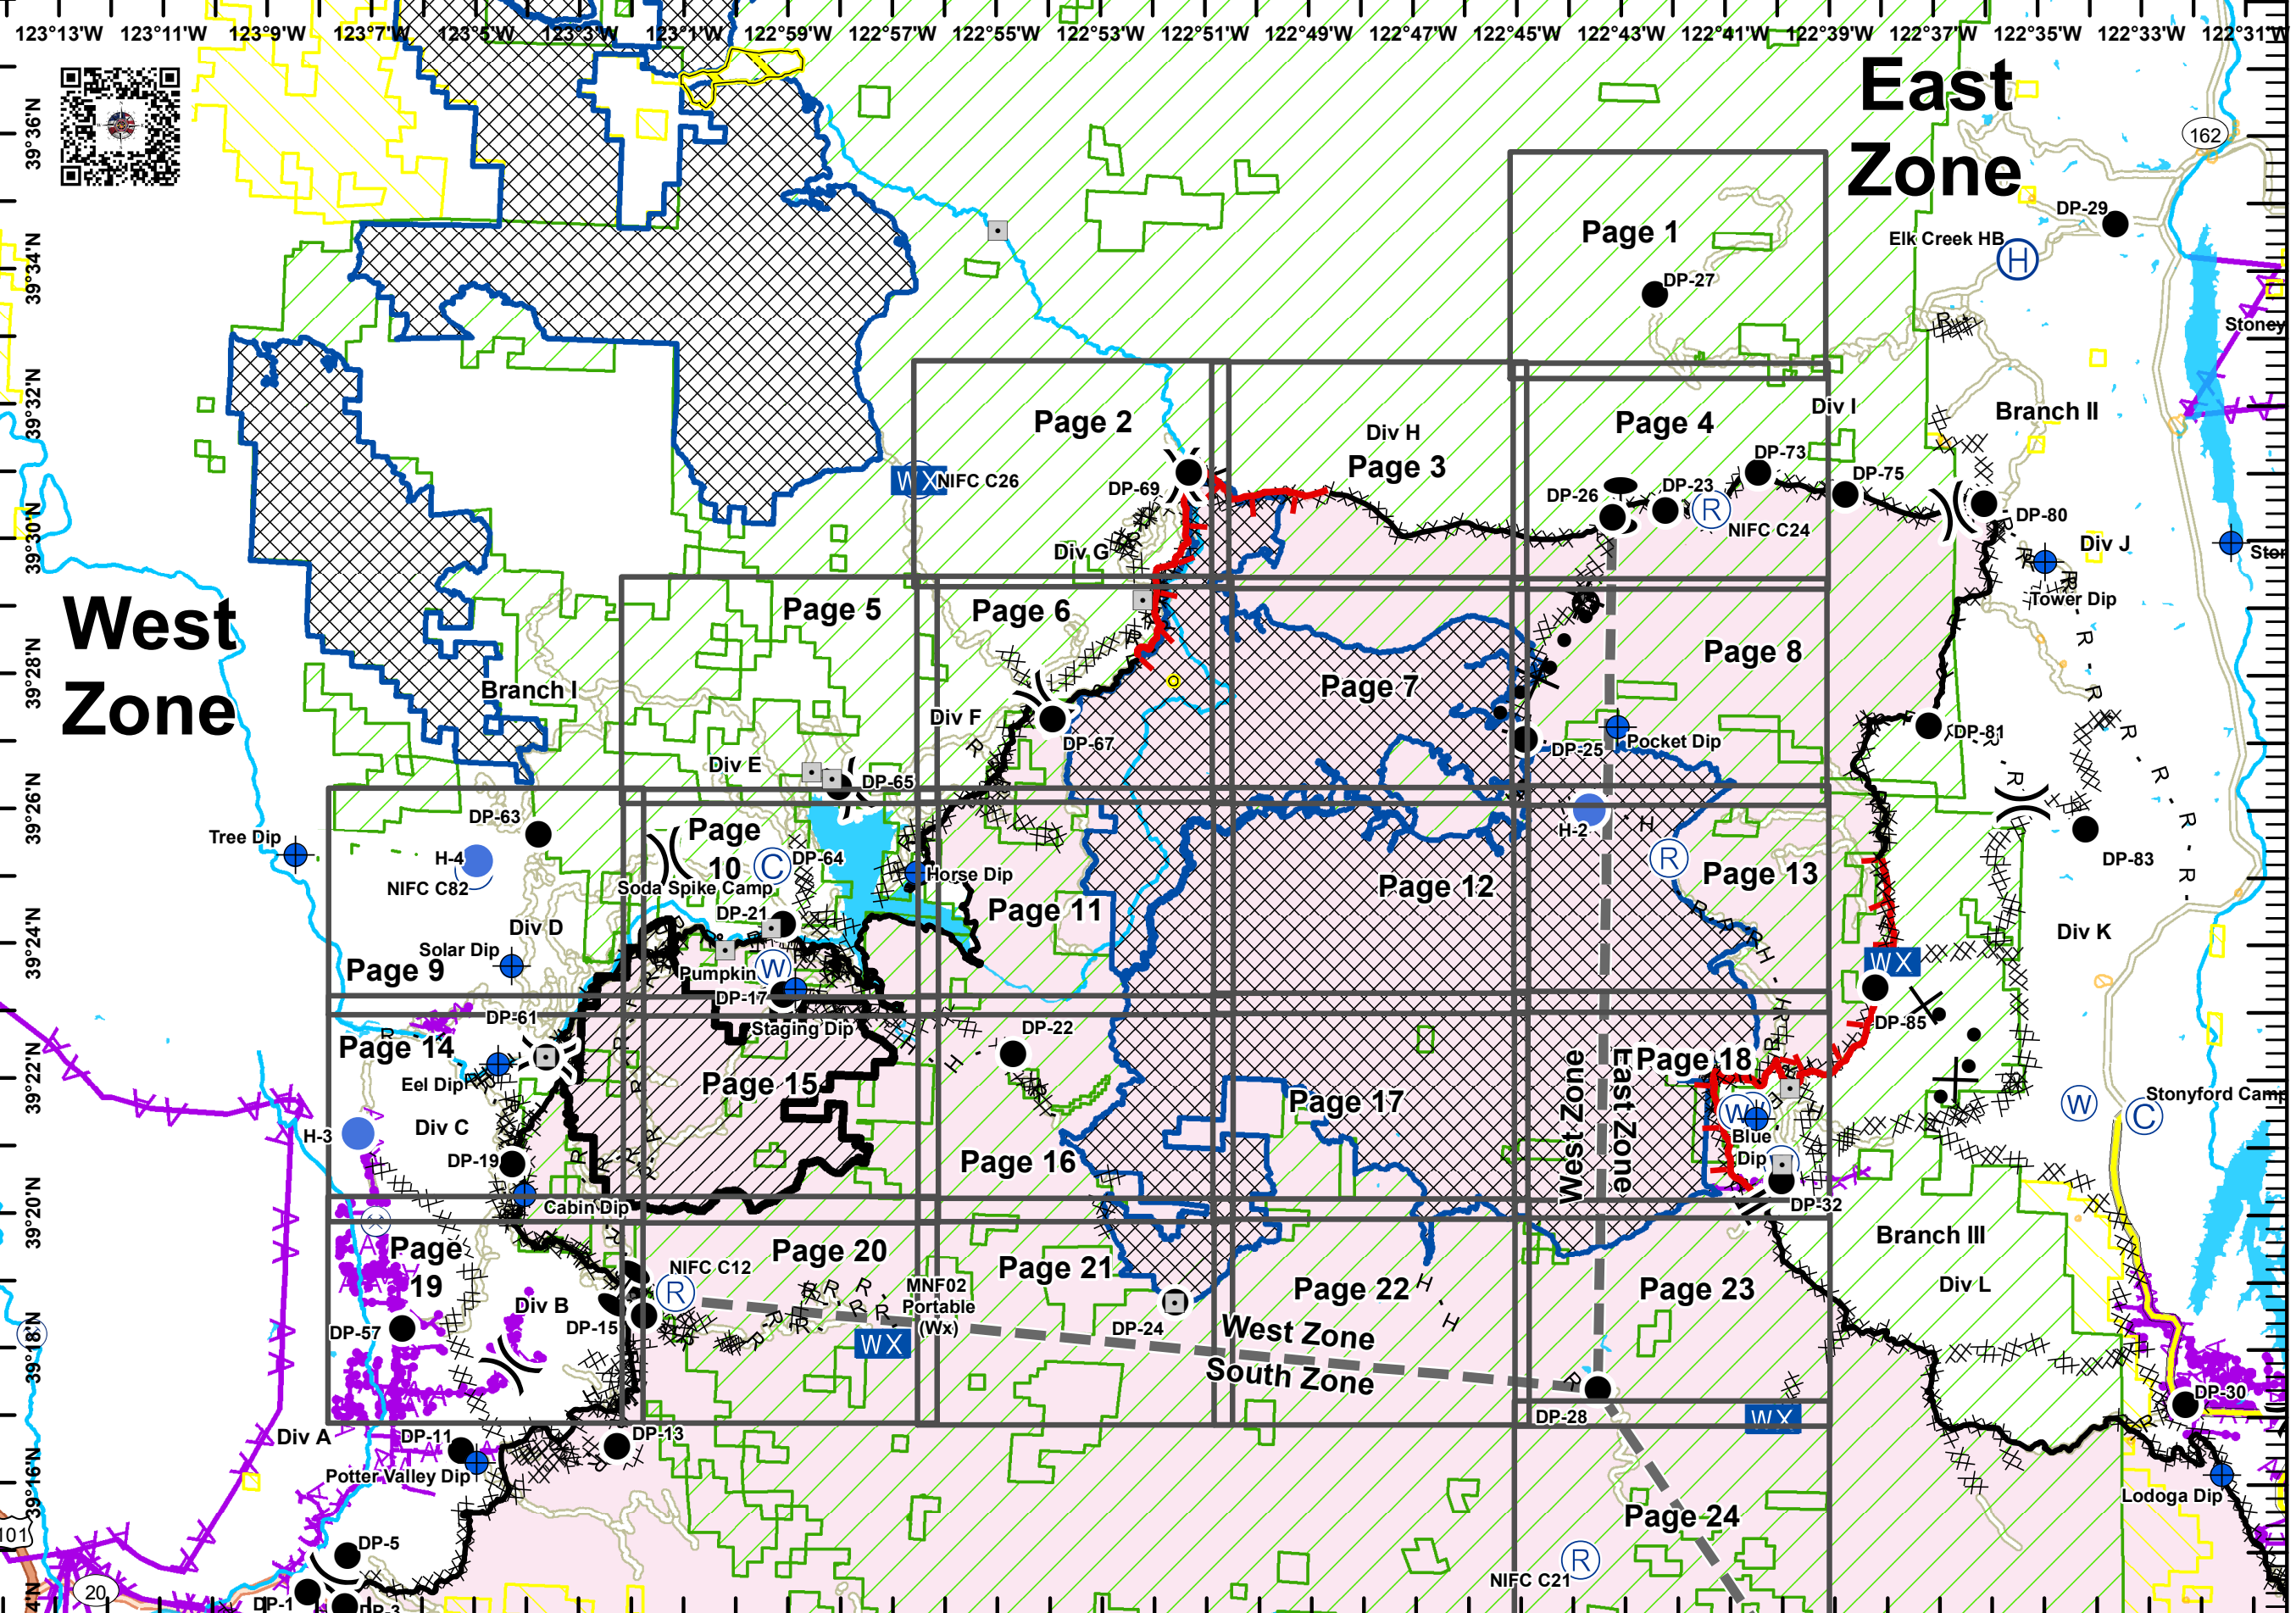 123°13'W 123°11'W 123°9'W 123°7'W 123°5'W 123°3'W 123°1'W 122°59'W 122°57'W 122°55'W 122°53'W 122°51'W 122°49'W 122°47'W 122°45'W 122°43'W 122°41'W 122°39'W 122°37'W 122°35'W 122°33'W 122°31'W
East
Zone
162
39°36'N
DP-29
Page 1
Elk Creek HB
H
39°34'N
DP-27
Stoney
R
39°32'N
Div I
Branch II
Page 2
Page 4
Div H
Page 3
DP-73
DP-75
WX
NIFC C26
DP-69
DP-26
DP-23
R
NIFC C24
DP-80
39°30'N
Div G
Div J
Tower Dip
West
Zone
Page 5
Page 6
39°28'N
Page 8
Page 7
Branch I
Div F
DP-67
DP-25
Pocket Dip
DP-81
Div E
DP-65
39°26'N
DP-63
Page
10
H-2
H
Tree Dip
H-4
NIFC C82
C
DP-64
R
DP-83
Soda Spike Camp
Horse Dip
Page 12
Page 13
DP-21
Page 11
39°24'N
Div D
Solar Dip
Div K
Page 9
Pumpkin
W
WX
DP-17
DP-61
Staging Dip
DP-22
DP-85
39°22'N
Page 14
Eel Dip
Page 15
Page 18
Page 17
West Zone
East Zone
W
Blue
Dip
W
C
Stonyford Camp
H-3
Div C
DP-19
Page 16
39°20'N
Cabin Dip
DP-32
Page
19
Page 20
NIFC C12
R
Page 21
Page 22
Page 23
Branch III
Div L
MNF02
Portable
(Wx)
39°18'N
Div B
DP-57
DP-15
WX
DP-24
West Zone
South Zone
R
DP-28
WX
DP-30
Div A
DP-11
DP-13
39°16'N
Potter Valley Dip
Lodoga Dip
101
Page 24
DP-5
R
NIFC C21
20
DP-1
DP-3
4'N